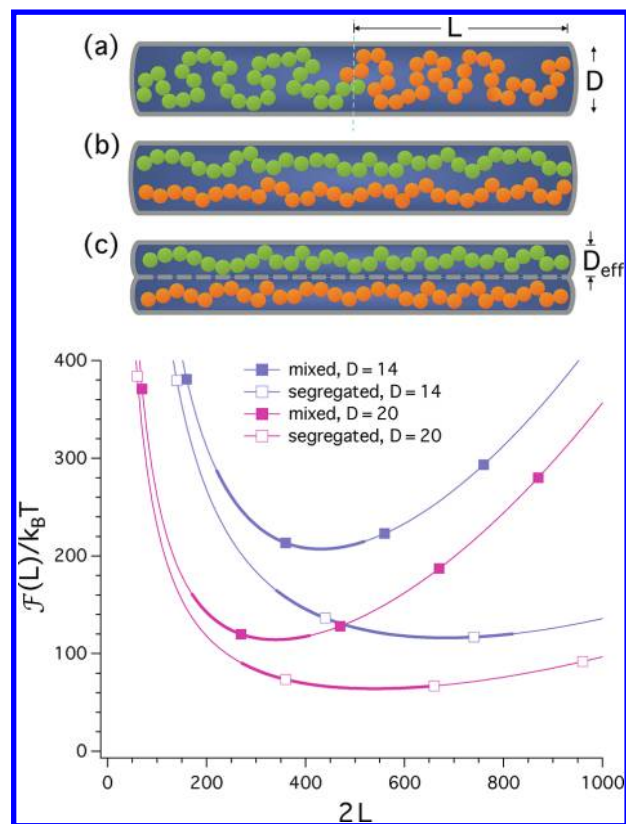 (a)
L
D
(b)
(c)
D_eff
400
300
200
100
0
F(L)/k_BT
mixed, D = 14
segregated, D = 14
mixed, D = 20
segregated, D = 20
0 200 400 600 800 1000
2L